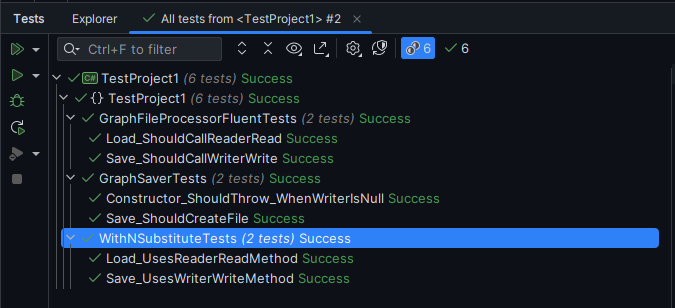 Tests Explorer All tests from <TestProject1> #2
Ctrl+F to filter 6 6
C# TestProject1 (6 tests) Success
{} TestProject1 (6 tests) Success
GraphFileProcessorFluentTests (2 tests) Success
Load_ShouldCallReaderRead Success
Save_ShouldCallWriterWrite Success
GraphSaverTests (2 tests) Success
Constructor_ShouldThrow_WhenWriterIsNull Success
Save_ShouldCreateFile Success
WithNSubstituteTests (2 tests) Success
Load_UsesReaderReadMethod Success
Save_UsesWriterWriteMethod Success